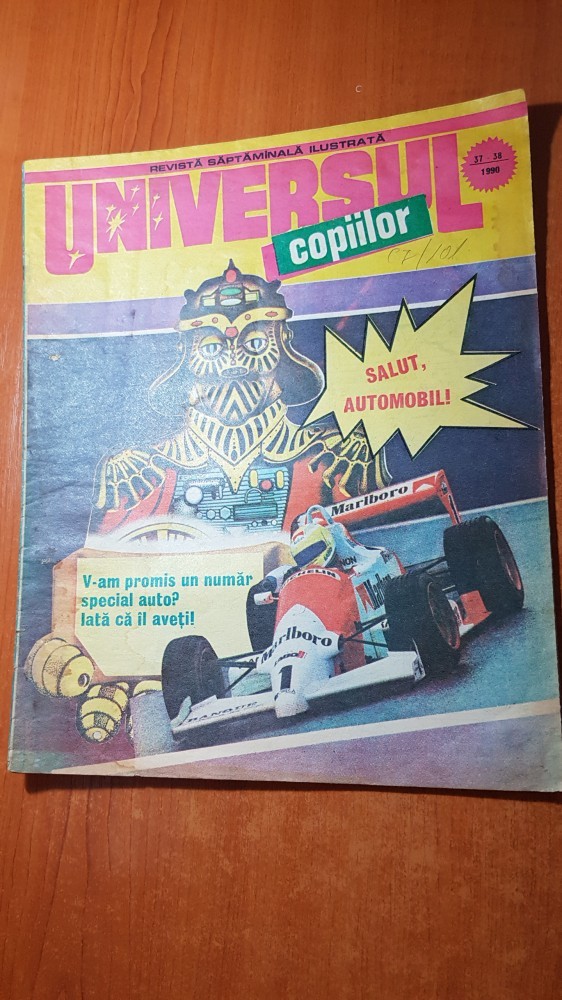 REVISTĂ SĂPTĂMÎNALĂ ILUSTRATĂ
UNIVERSUL
copiilor
37 38
1990
SALUT,
AUTOMOBIL!
Marlboro
V-am promis un număr
special auto?
Iată că îl aveți!
Marlboro
1